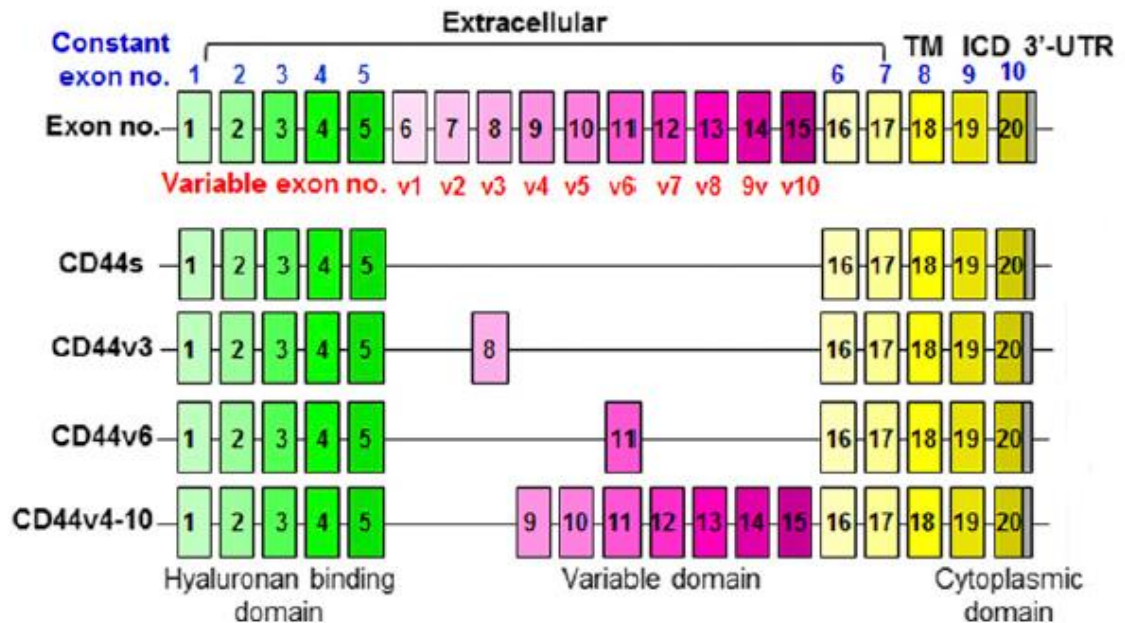 Extracellular
Constant TM ICD 3'-UTR
exon no. 1 2 3 4 5 6 7 8 9 10
Exon no. 1 2 3 4 5 6 7 8 9 10 11 12 13 14 15 16 17 18 19 20
Variable exon no. v1 v2 v3 v4 v5 v6 v7 v8 9v v10
CD44s 1 2 3 4 5 16 17 18 19 20
CD44v3 1 2 3 4 5 8 16 17 18 19 20
CD44v6 1 2 3 4 5 11 16 17 18 19 20
CD44v4-10 1 2 3 4 5 9 10 11 12 13 14 15 16 17 18 19 20
Hyaluronan binding Variable domain Cytoplasmic
domain domain